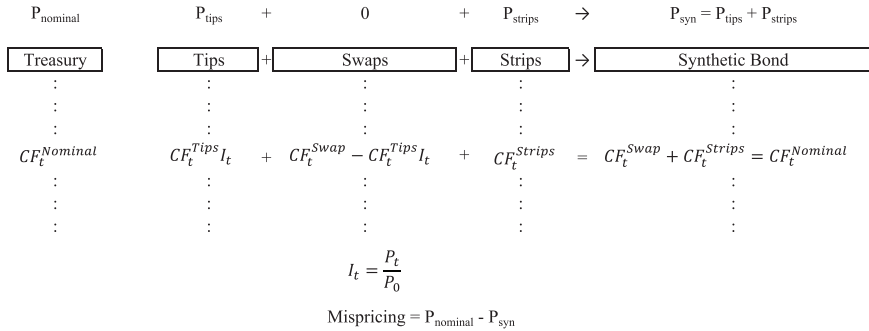 P_nominal P_tips + 0 + P_strips → P_syn = P_tips + P_strips
Treasury Tips + Swaps + Strips → Synthetic Bond
: : : : :
: : : : :
: : : : :
CF_t^Nominal CF_t^Tips I_t + CF_t^Swap − CF_t^Tips I_t + CF_t^Strips = CF_t^Swap + CF_t^Strips = CF_t^Nominal
: : : : :
: : : : :
: : : : :
I_t = P_t / P_0
Mispricing = P_nominal - P_syn